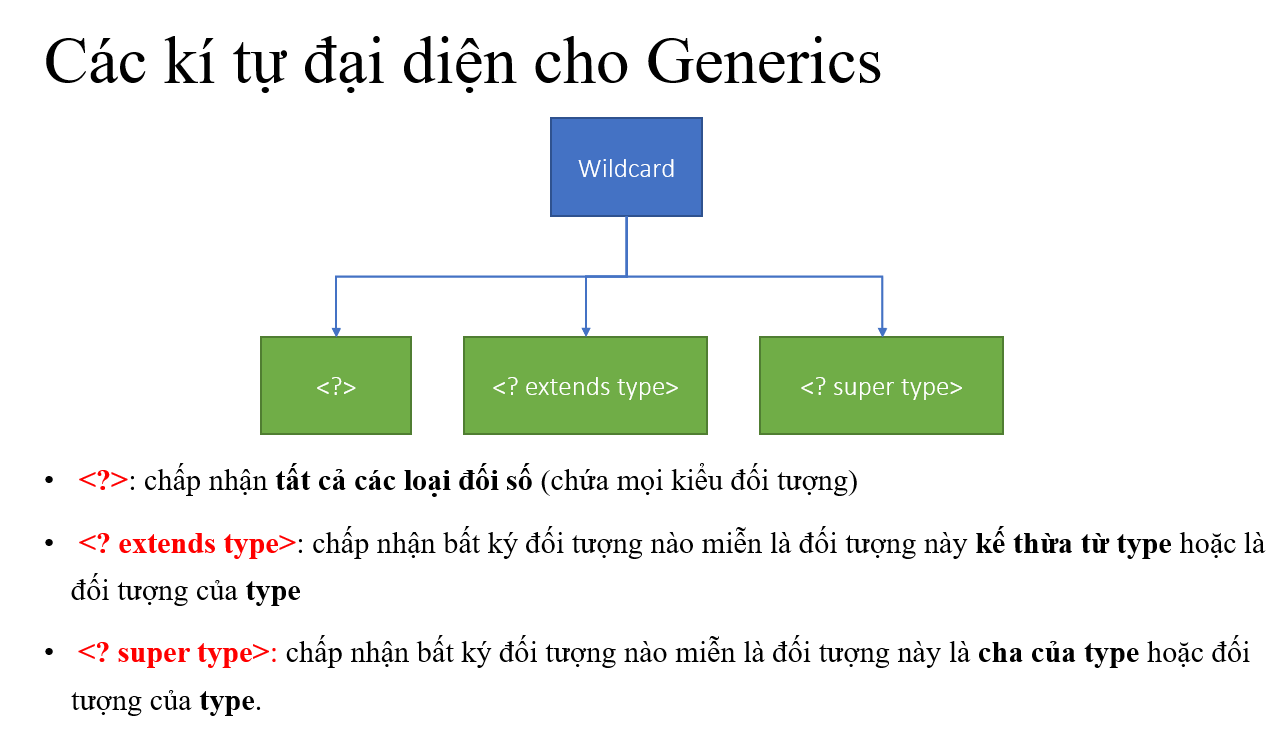 Các kí tự đại diện cho Generics
Wildcard
<?>
<? extends type>
<? super type>
• <?>: chấp nhận tất cả các loại đối số (chứa mọi kiểu đối tượng)
• <? extends type>: chấp nhận bất ký đối tượng nào miễn là đối tượng này kế thừa từ type hoặc là
đối tượng của type
• <? super type>: chấp nhận bất ký đối tượng nào miễn là đối tượng này là cha của type hoặc đối
tượng của type.